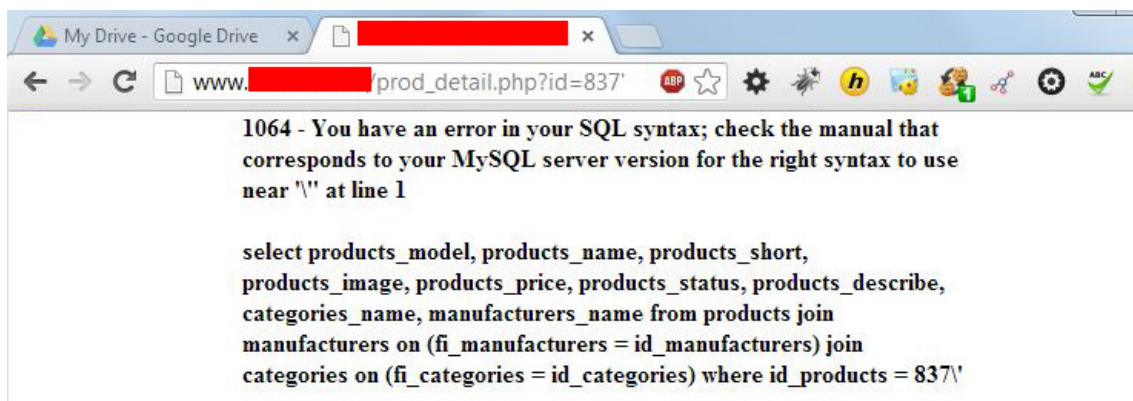 My Drive - Google Drive
www. /prod_detail.php?id=837'
ABP
h
1
ABC
1064 - You have an error in your SQL syntax; check the manual that
corresponds to your MySQL server version for the right syntax to use
near '\'' at line 1
select products_model, products_name, products_short,
products_image, products_price, products_status, products_describe,
categories_name, manufacturers_name from products join
manufacturers on (fi_manufacturers = id_manufacturers) join
categories on (fi_categories = id_categories) where id_products = 837\'